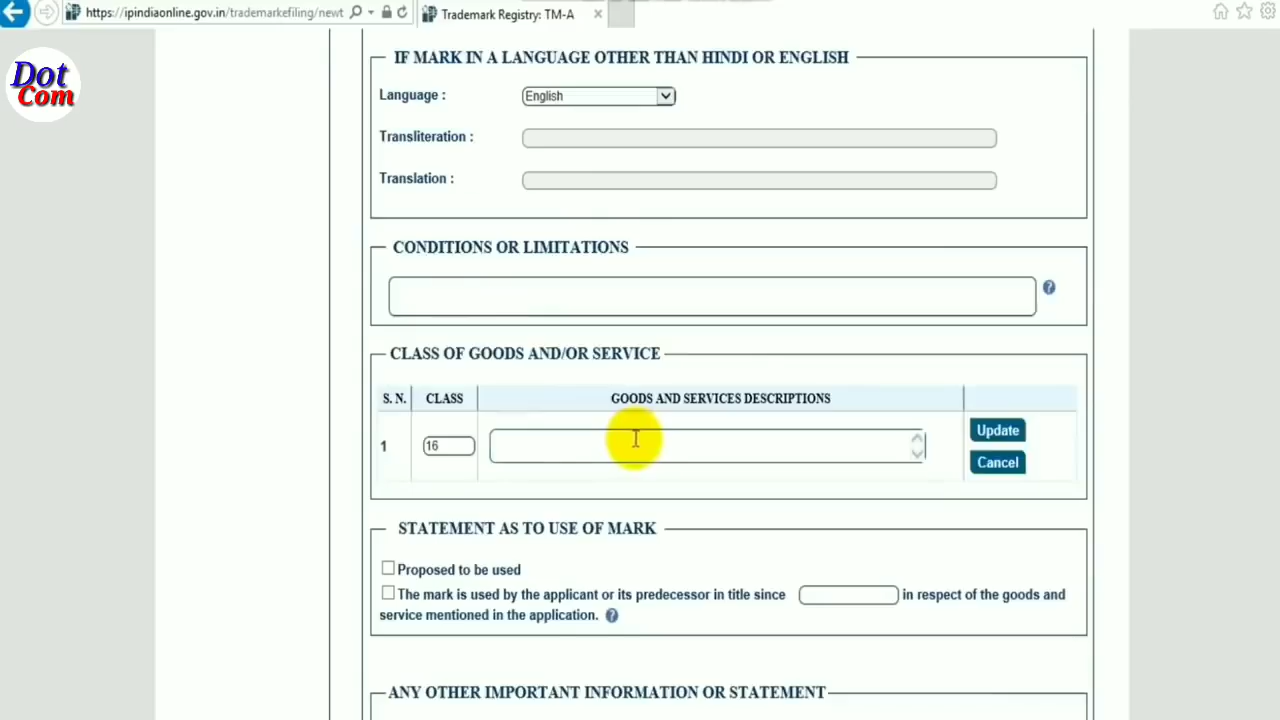 https://ipindiaonline.gov.in/trademarkfiling/newt
Trademark Registry: TM-A
Dot
Com
IF MARK IN A LANGUAGE OTHER THAN HINDI OR ENGLISH
Language :
English
Transliteration :
Translation :
CONDITIONS OR LIMITATIONS
CLASS OF GOODS AND/OR SERVICE
S. N. CLASS GOODS AND SERVICES DESCRIPTIONS
1 16
Update
Cancel
STATEMENT AS TO USE OF MARK
Proposed to be used
The mark is used by the applicant or its predecessor in title since in respect of the goods and
service mentioned in the application.
ANY OTHER IMPORTANT INFORMATION OR STATEMENT